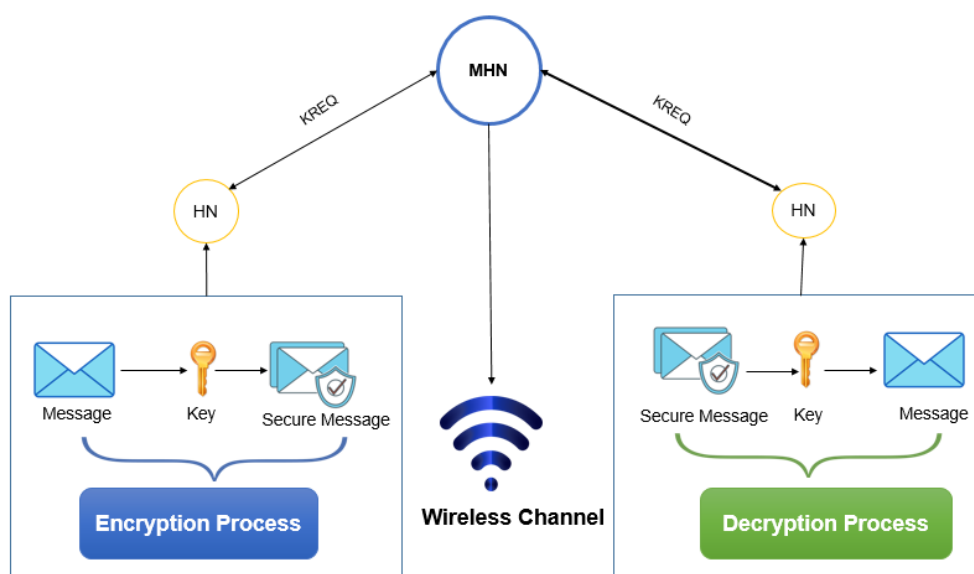 MHN
KREQ
KREQ
HN
HN
Message
Key
Secure Message
Encryption Process
Wireless Channel
Secure Message
Key
Message
Decryption Process